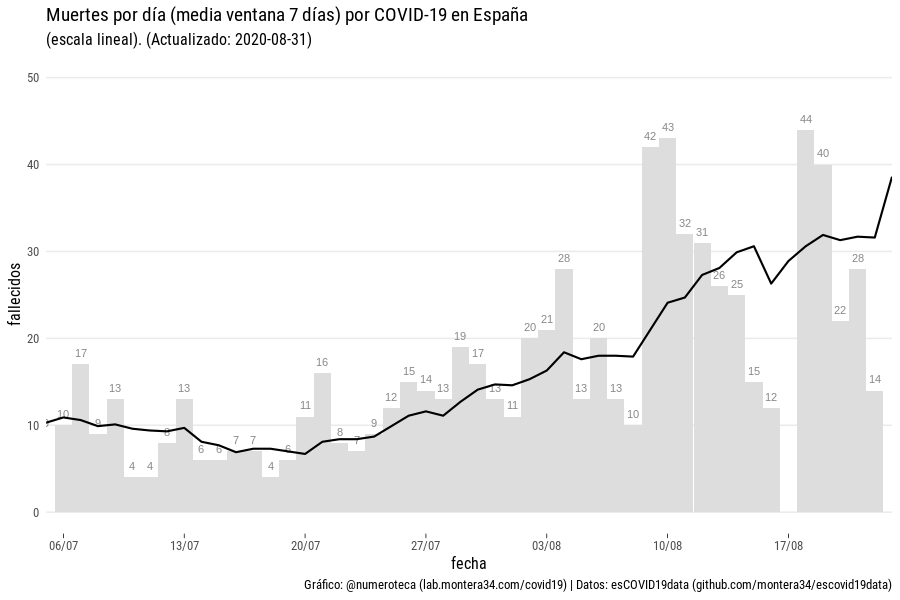 Muertes por día (media ventana 7 días) por COVID-19 en España
(escala lineal). (Actualizado: 2020-08-31)
50
40
30
20
10
0
fallecidos
10 17 9 13 4 4 8 13 6 6 7 7 4 6 11 16 8 7 9 12 15 14 13 19 17 13 11 20 21 28 13 20 13 10 42 43 32 31 26 25 15 12 44 40 22 28 14
06/07 13/07 20/07 27/07 03/08 10/08 17/08
fecha
Gráfico: @numeroteca (lab.montera34.com/covid19) | Datos: esCOVID19data (github.com/montera34/escovid19data)